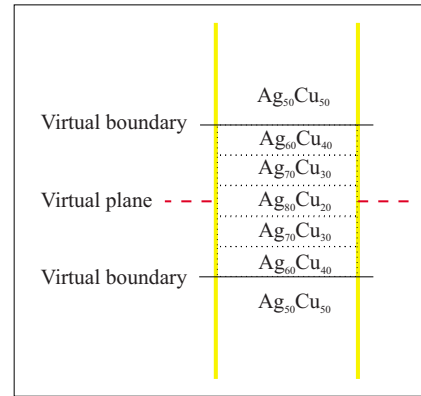 Ag₅₀Cu₅₀
Virtual boundary
Ag₆₀Cu₄₀
Ag₇₀Cu₃₀
Virtual plane Ag₈₀Cu₂₀
Ag₇₀Cu₃₀
Ag₆₀Cu₄₀
Virtual boundary
Ag₅₀Cu₅₀